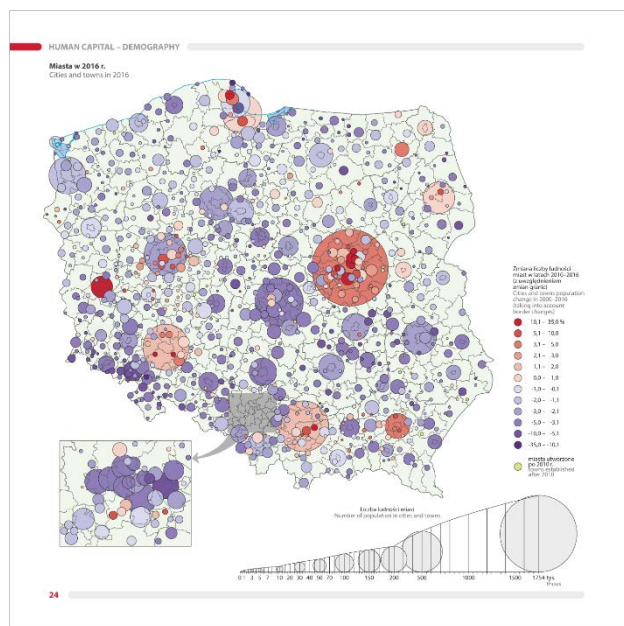 HUMAN CAPITAL – DEMOGRAPHY
Miasta w 2016 r.
Cities and towns in 2016
Zmiana liczby ludności
miast w latach 2010–2016
(z uwzględnieniem
zmian granic)
Cities and towns population
change in 2000–2016
(taking into account
border changes)
10,1 – 35,0 %
5,1 – 10,0
3,1 – 5,0
2,1 – 3,0
1,1 – 2,0
0,0 – 1,0
-1,0 – -0,1
-2,0 – -1,1
-3,0 – -2,1
-5,0 – -3,1
-10,0 – -5,1
-35,0 – -10,1
miasta utworzone
po 2010 r.
Towns established
after 2010
Liczba ludności miast
Number of population in cities and towns
0 1 3 5 7 10 20 30 40 50 70 100 150 200 500 1000 1500 1754 tys.
thous.
24